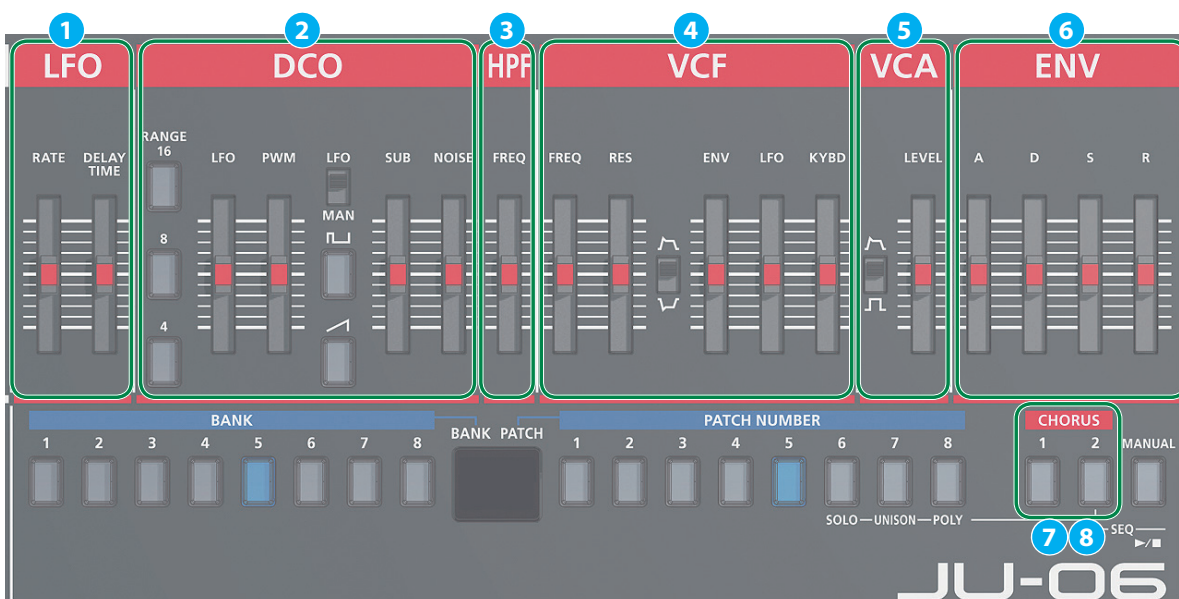 1 2 3 4 5 6
LFO DCO HPF VCF VCA ENV
RANGE
16
RATE DELAY TIME LFO PWM LFO SUB NOISE FREQ FREQ RES ENV LFO KYBD LEVEL A D S R
MAN
8
4
BANK PATCH NUMBER CHORUS
1 2 3 4 5 6 7 8 BANK PATCH 1 2 3 4 5 6 7 8 1 2 MANUAL
SOLO UNISON POLY
7 8 SEQ
JU-06